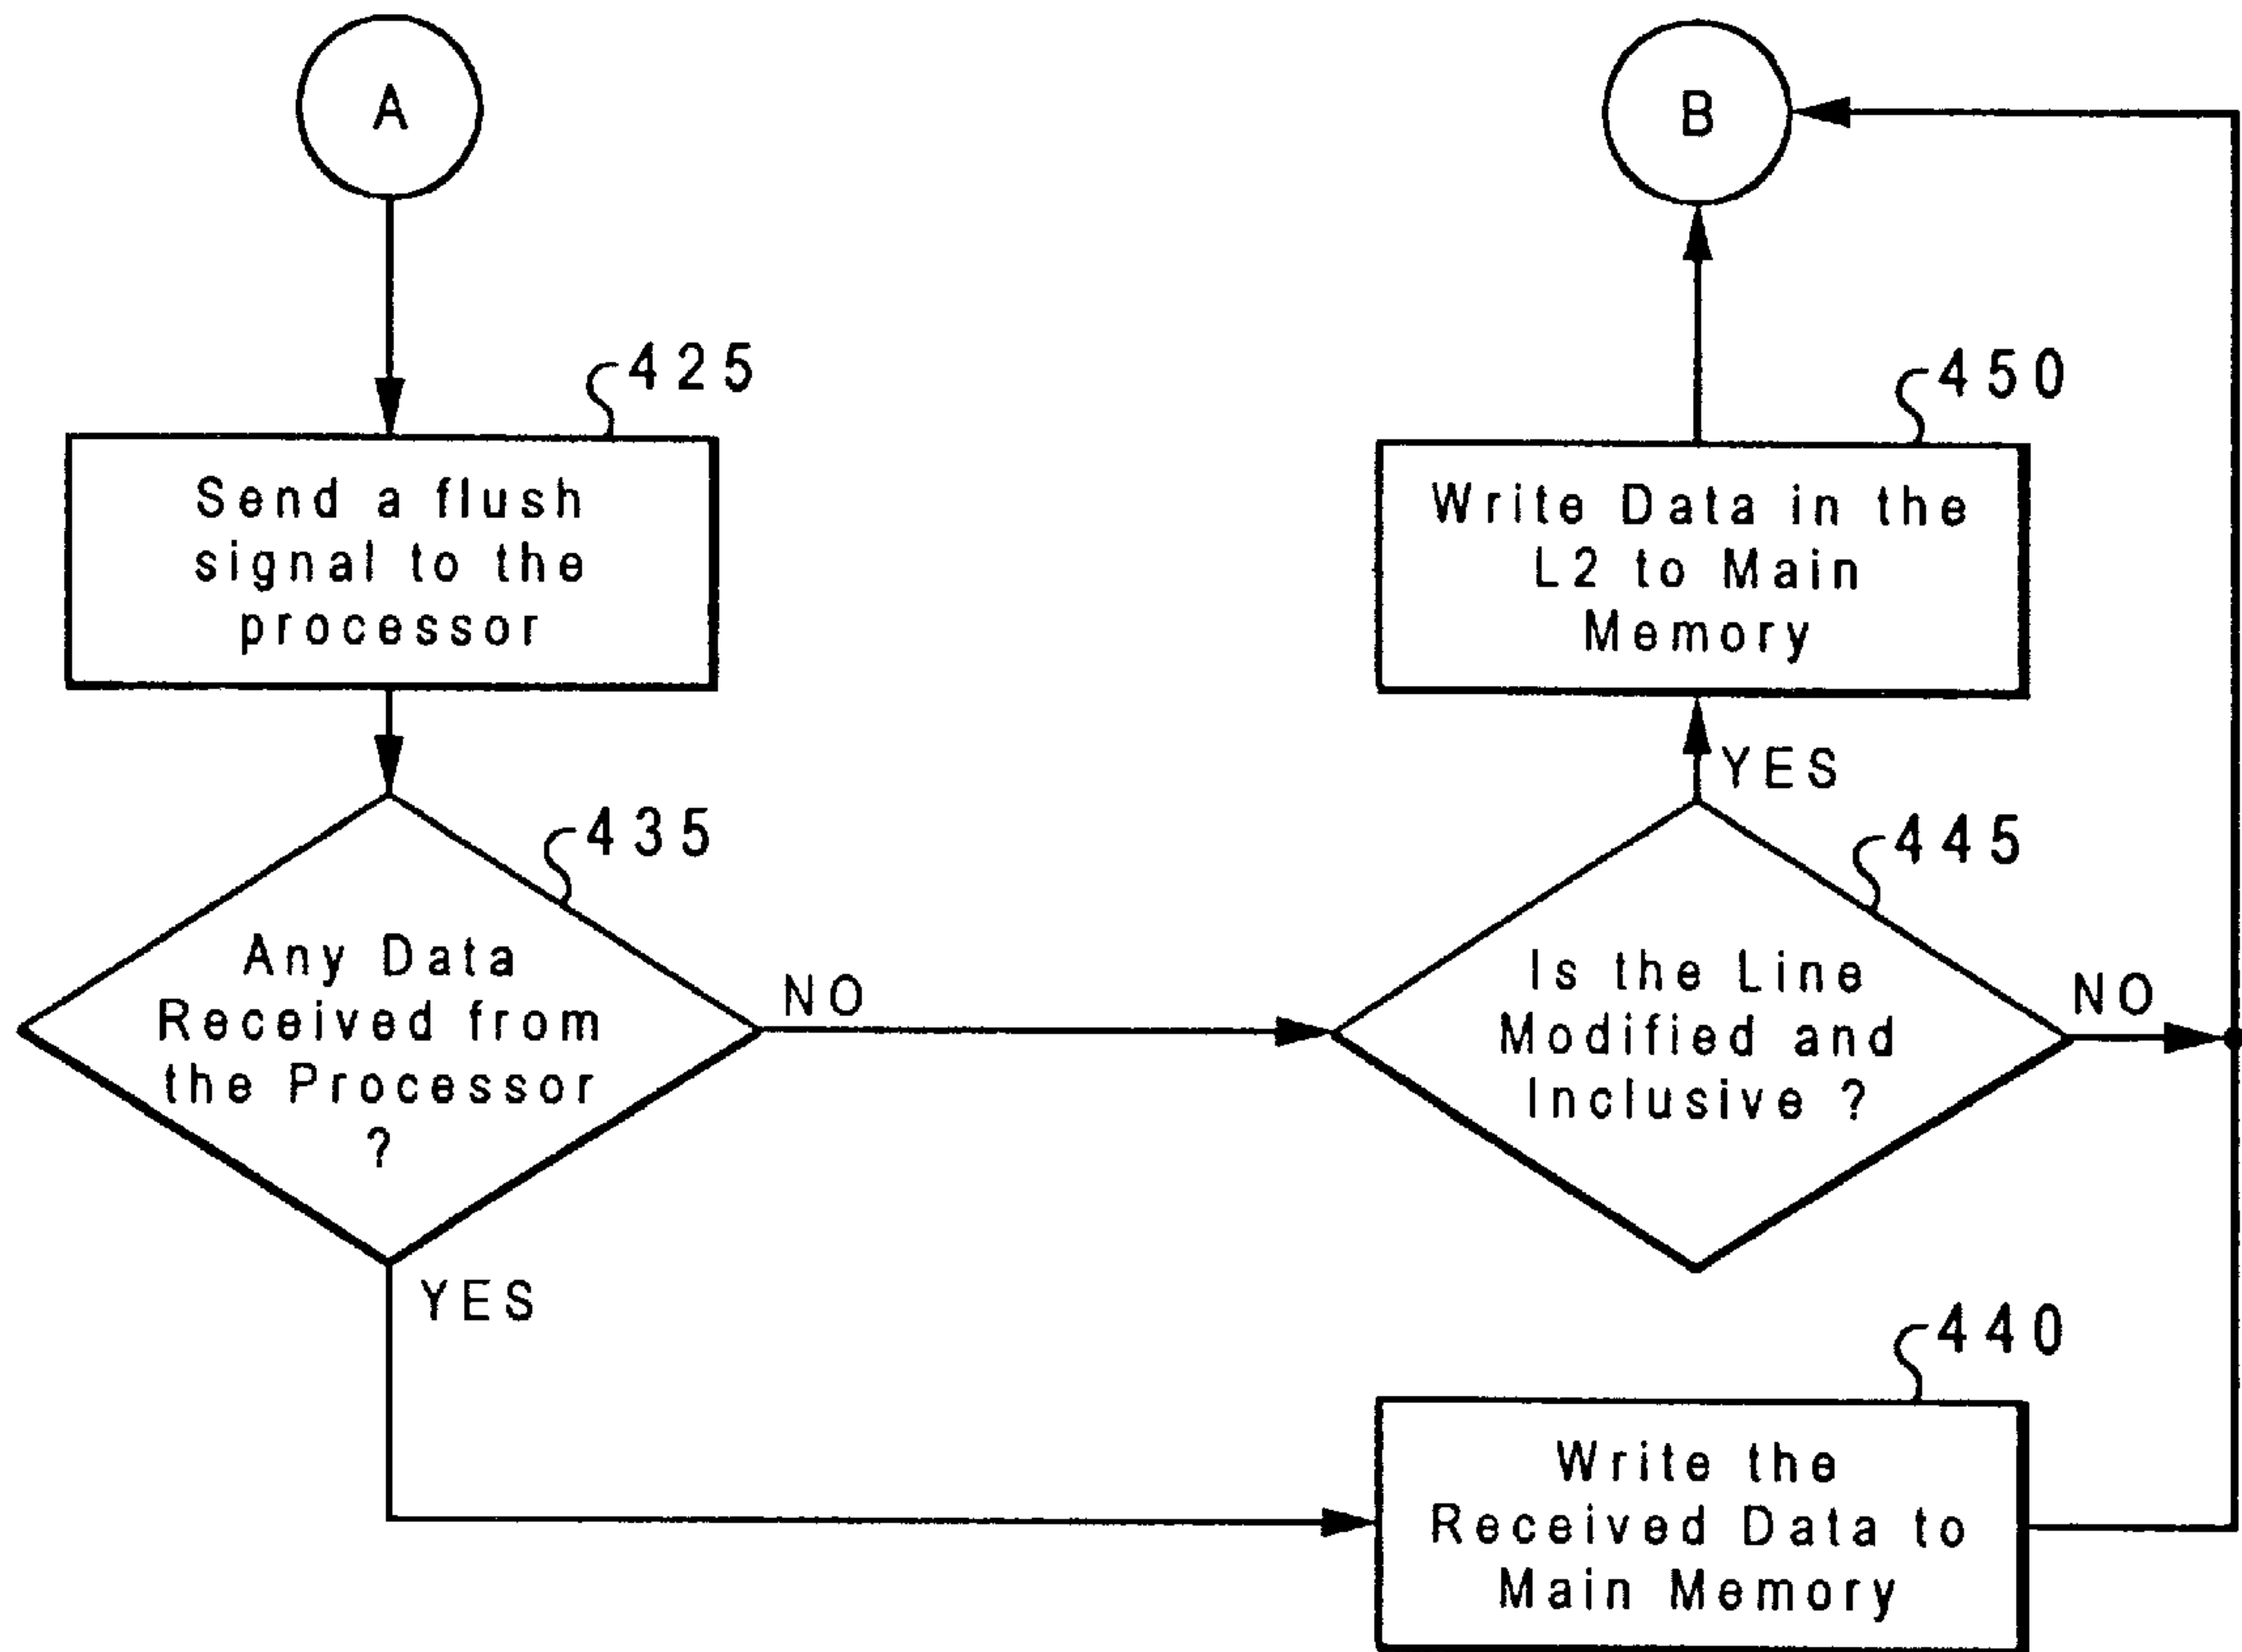 A
B
425
Send a flush
signal to the
processor
450
Write Data in the
L2 to Main
Memory
YES
435
Any Data
Received from
the Processor
?
NO
445
Is the Line
Modified and
Inclusive ?
NO
YES
440
Write the
Received Data to
Main Memory